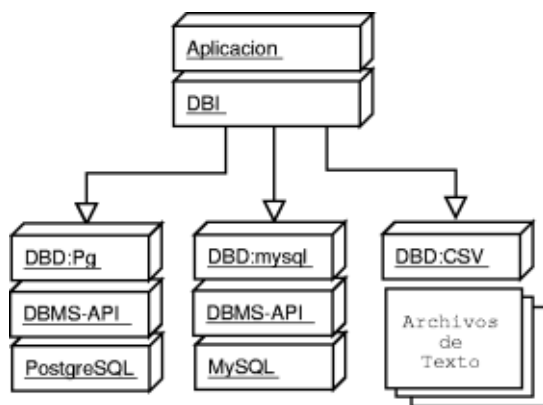 Aplicacion
DBI
DBD:Pg
DBMS-API
PostgreSQL
DBD:mysql
DBMS-API
MySQL
DBD:CSV
Archivos
de
Texto